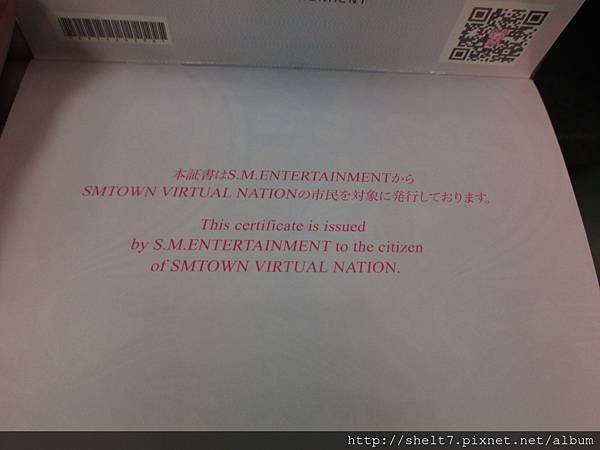 本証書はS.M.ENTERTAINMENTから
SMTOWN VIRTUAL NATIONの市民を対象に発行しております。
This certificate is issued
by S.M.ENTERTAINMENT to the citizen
of SMTOWN VIRTUAL NATION.
http://shelt7.pixnet.net/album